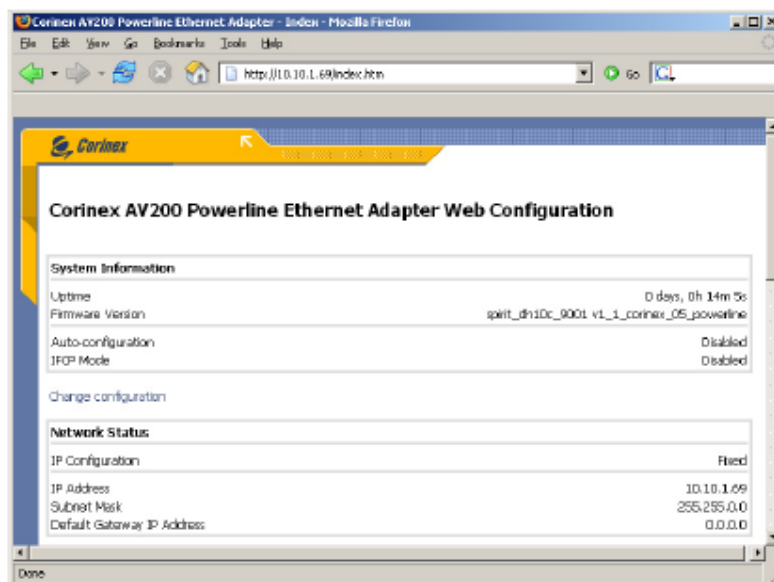 Corinex AV200 Powerline Ethernet Adapter - Index - Mozilla Firefox
File Edit View Go Bookmarks Tools Help
http://10.10.1.69/index.htm Go
Corinex
Corinex AV200 Powerline Ethernet Adapter Web Configuration
System Information
Uptime 0 days, 0h 14m 5s
Firmware Version spirit_dh10c_9001 v1_1_corinex_05_powerline
Auto-configuration Disabled
IFCP Mode Disabled
Change configuration
Network Status
IP Configuration Fixed
IP Address 10.10.1.69
Subnet Mask 255.255.0.0
Default Gateway IP Address 0.0.0.0
Done